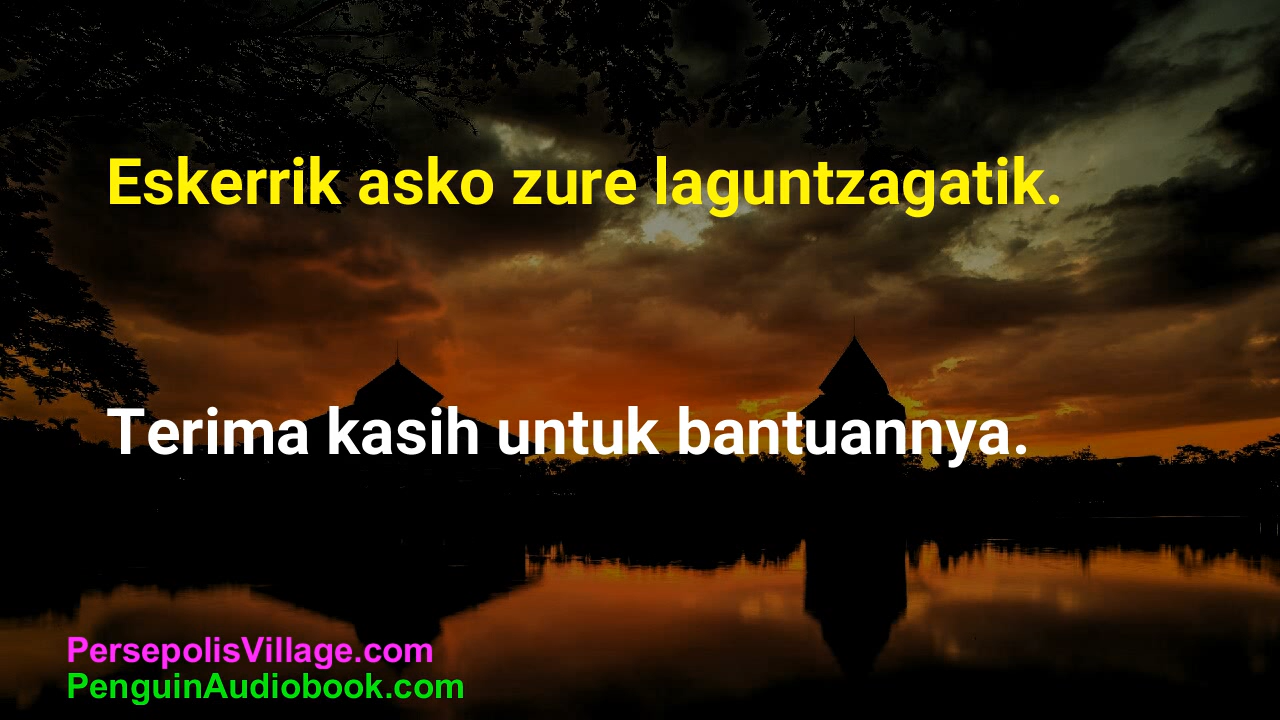 Eskerrik asko zure laguntzagatik.
Terima kasih untuk bantuannya.
PersepolisVillage.com
PenguinAudiobook.com